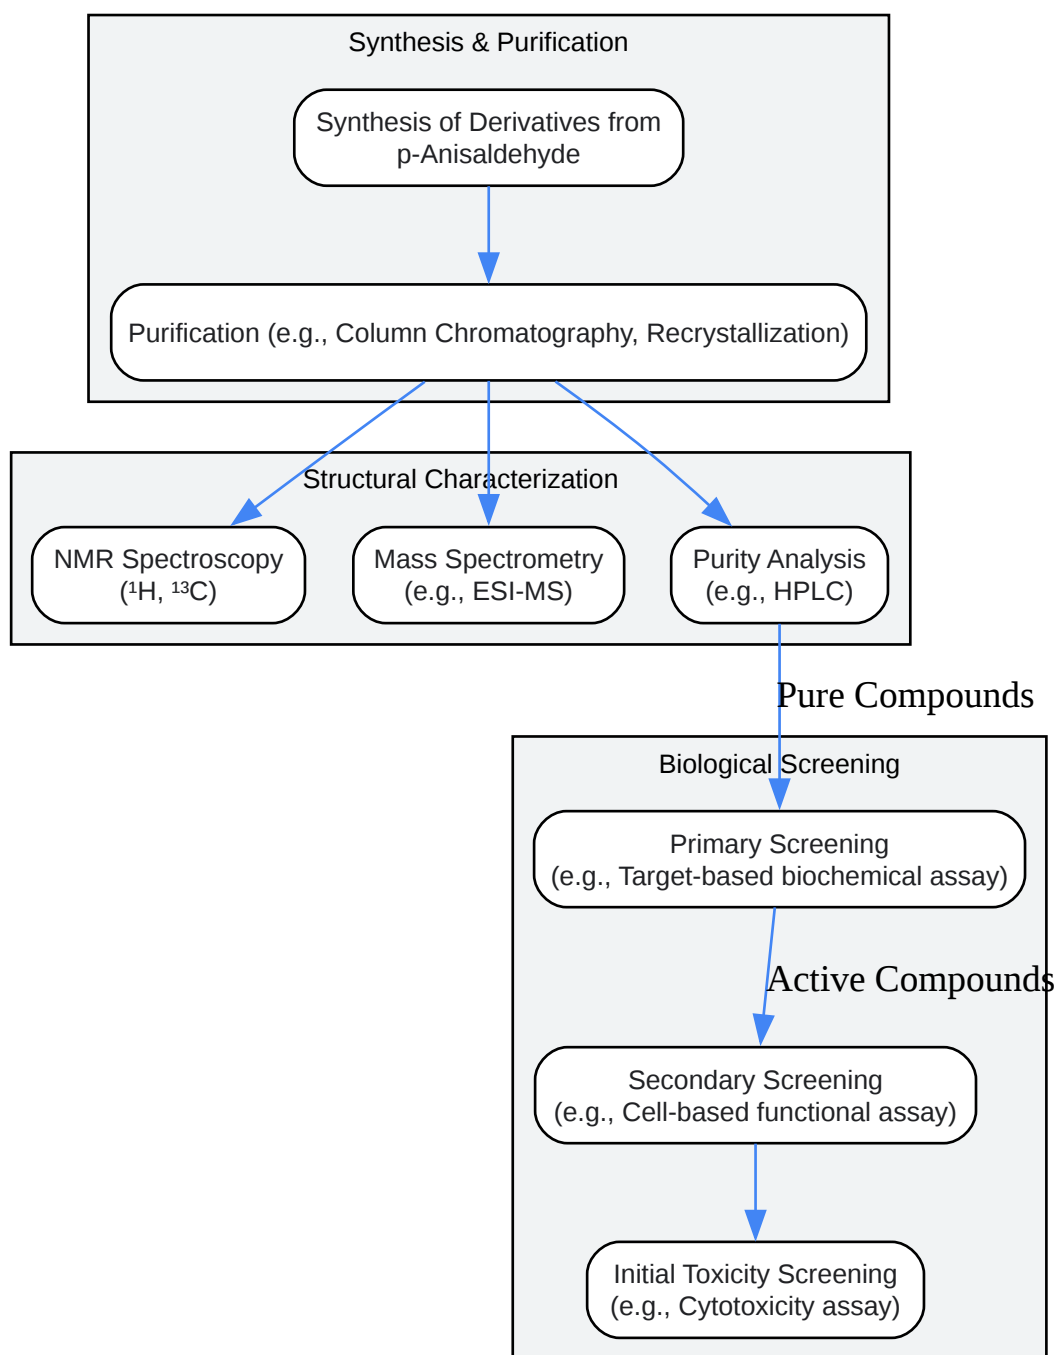 Synthesis & Purification
Synthesis of Derivatives from
p-Anisaldehyde
Purification (e.g., Column Chromatography, Recrystallization)
Structural Characterization
NMR Spectroscopy
(¹H, ¹³C)
Mass Spectrometry
(e.g., ESI-MS)
Purity Analysis
(e.g., HPLC)
Pure Compounds
Biological Screening
Primary Screening
(e.g., Target-based biochemical assay)
Active Compounds
Secondary Screening
(e.g., Cell-based functional assay)
Initial Toxicity Screening
(e.g., Cytotoxicity assay)